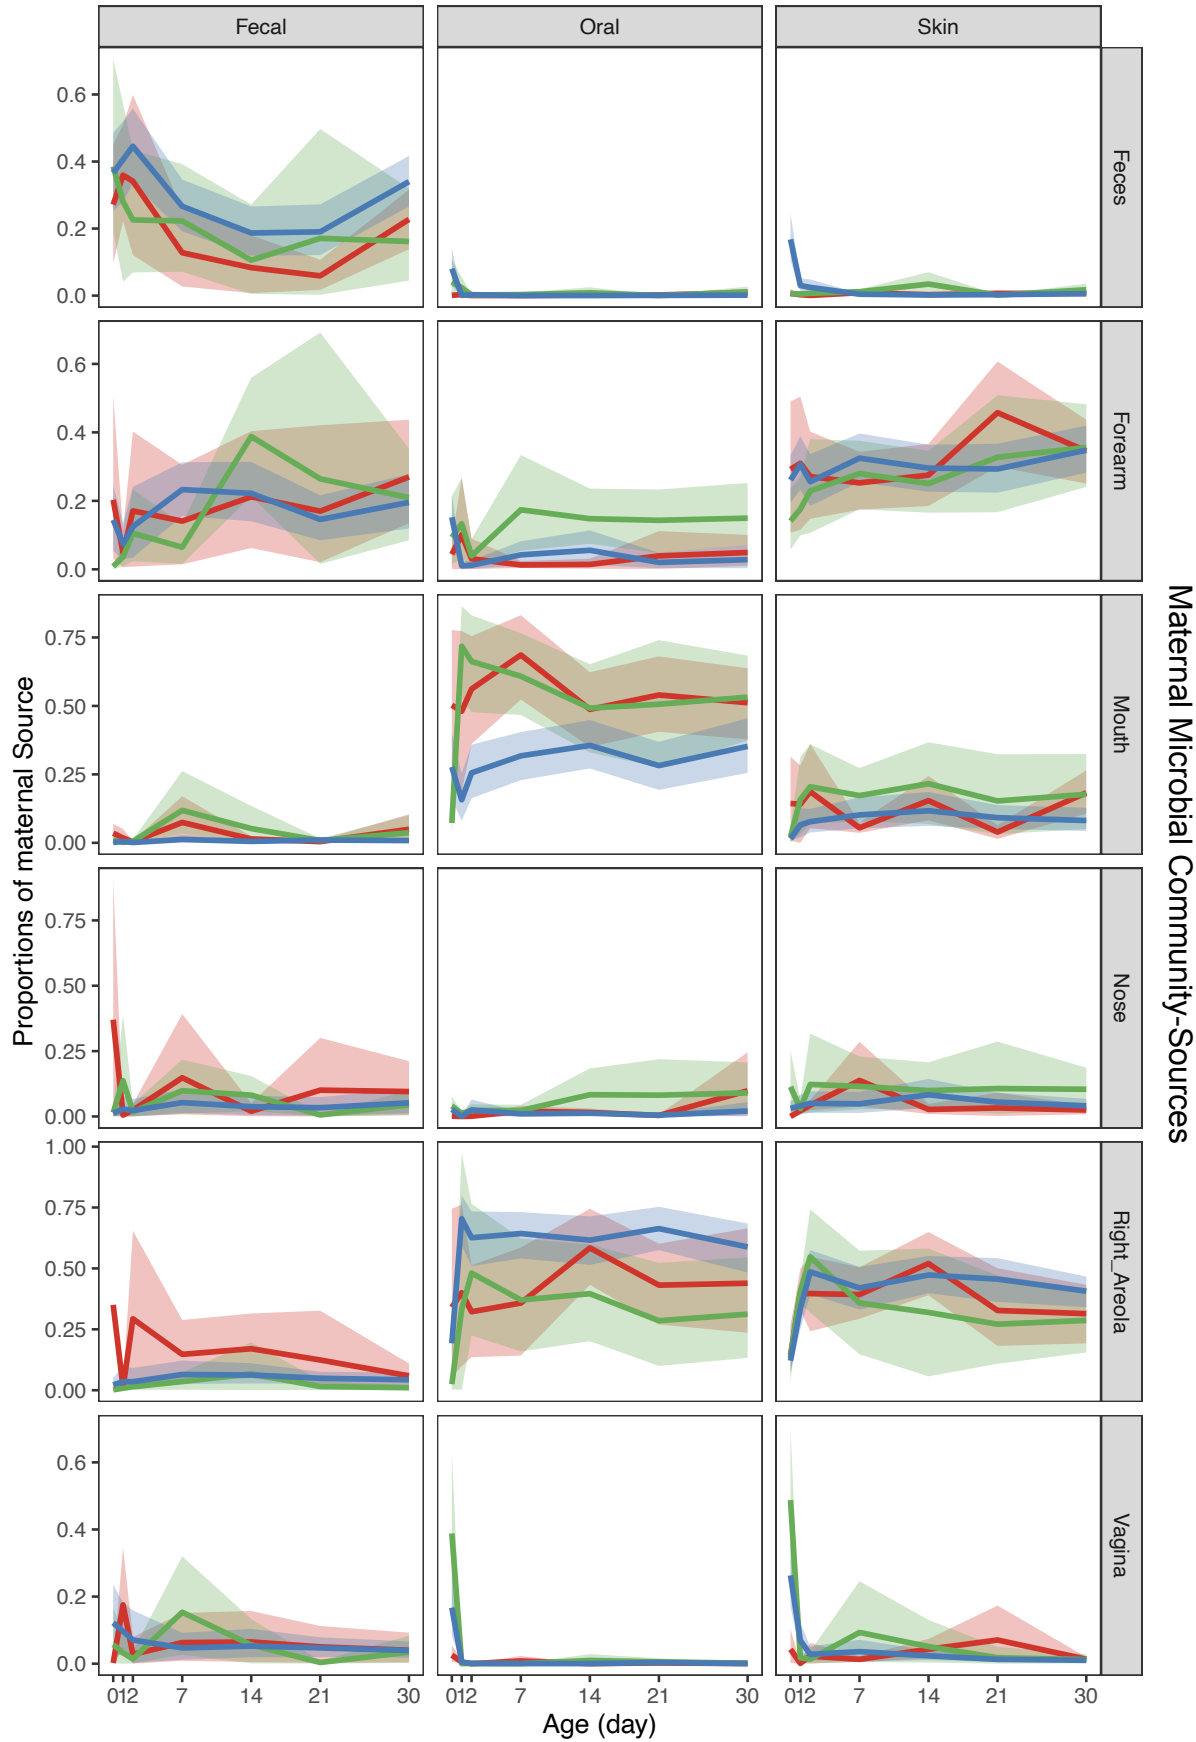 Fecal Oral Skin
0.6
0.4
0.2
0.0
Feces
0.6
0.4
0.2
0.0
Forearm
0.75
0.50
0.25
0.00
Mouth
0.75
0.50
0.25
0.00
Nose
1.00
0.75
0.50
0.25
0.00
Right_Areola
0.6
0.4
0.2
0.0
Vagina
012 7 14 21 30 012 7 14 21 30 012 7 14 21 30
Age (day)
Proportions of maternal Source
Maternal Microbial Community-Sources